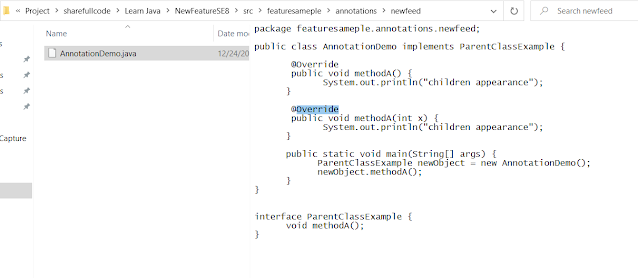 « Project > sharefullcode > Learn Java > NewFeatureSE8 > src > featuresameple > annotations > newfeed
Search newfeed
Name
Date mo
AnnotationDemo.java
12/24/20
s
s
Capture
package featuresameple.annotations.newfeed;
public class AnnotationDemo implements ParentClassExample {
@Override
public void methodA() {
System.out.println("children appearance");
}
@Override
public void methodA(int x) {
System.out.println("children appearance");
}
public static void main(String[] args) {
ParentClassExample newObject = new AnnotationDemo();
newObject.methodA();
}
}
interface ParentClassExample {
void methodA();
}